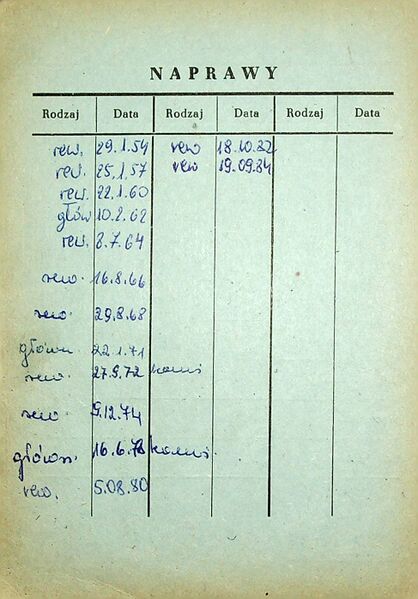 NAPRAWY
Rodzaj Data Rodzaj Data Rodzaj Data
rew. 29.1.54 rew 18.10.82
rew. 25.1.57 rew 19.09.84
rew. 22.1.60
głów 10.2.62
rew. 8.7.64
rew. 16.8.66
rew. 29.8.68
główn 22.1.71
rew. 27.9.72
rew. 9.12.74
główn. 16.6.78
rew. 5.08.80